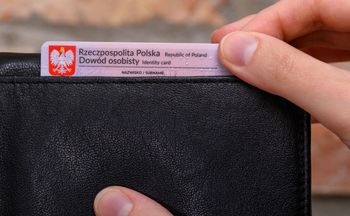 Rzeczpospolita Polska Republic of Poland
Dowód osobisty Identity card
NAZWISKO / SURNAME